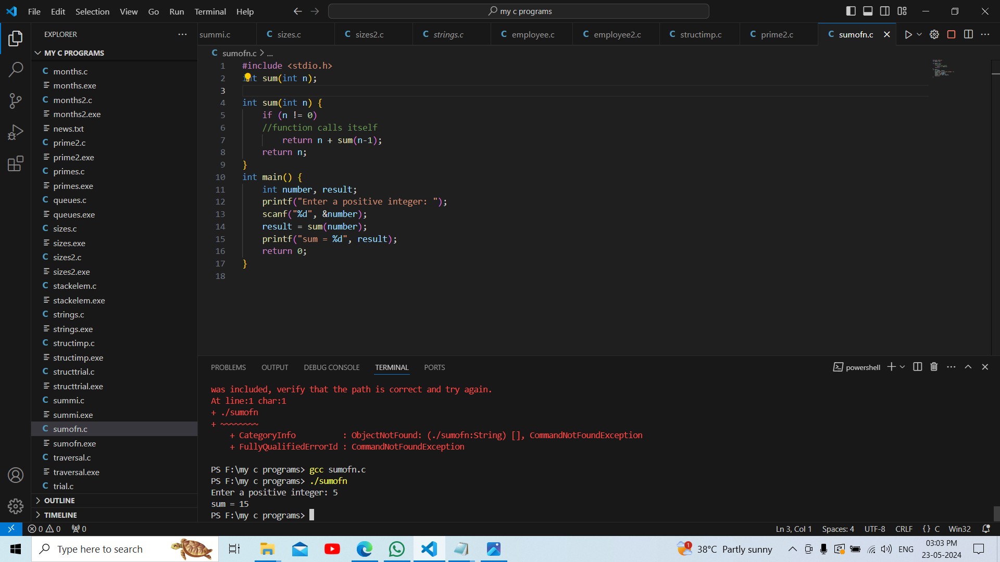 File Edit Selection View Go Run Terminal Help
my c programs
EXPLORER
MY C PROGRAMS
months.c
months.exe
months2.c
months2.exe
news.txt
prime2.c
prime2.exe
primes.c
primes.exe
queues.c
queues.exe
sizes.c
sizes.exe
sizes2.c
sizes2.exe
stackelem.c
stackelem.exe
strings.c
strings.exe
structimp.c
structimp.exe
structtrial.c
structtrial.exe
summi.c
summi.exe
sumofn.c
sumofn.exe
traversal.c
traversal.exe
trial.c
OUTLINE
TIMELINE
summi.c C sizes.c C sizes2.c C strings.c C employee.c C employee2.c C structimp.c C prime2.c C sumofn.c
C sumofn.c > ...
1 #include <stdio.h>
2 int sum(int n);
3
4 int sum(int n) {
5 if (n != 0)
6 //function calls itself
7 return n + sum(n-1);
8 return n;
9 }
10 int main() {
11 int number, result;
12 printf("Enter a positive integer: ");
13 scanf("%d", &number);
14 result = sum(number);
15 printf("sum = %d", result);
16 return 0;
17 }
18
PROBLEMS OUTPUT DEBUG CONSOLE TERMINAL PORTS
powershell
was included, verify that the path is correct and try again.
At line:1 char:1
+ ./sumofn
+ ~~~~~~~~
+ CategoryInfo : ObjectNotFound: (./sumofn:String) [], CommandNotFoundException
+ FullyQualifiedErrorId : CommandNotFoundException
PS F:\my c programs> gcc sumofn.c
PS F:\my c programs> ./sumofn
Enter a positive integer: 5
sum = 15
PS F:\my c programs>
0 0 0
Ln 3, Col 1 Spaces: 4 UTF-8 CRLF {} C Win32
Type here to search
1
38°C Partly sunny
ENG
03:03 PM
23-05-2024